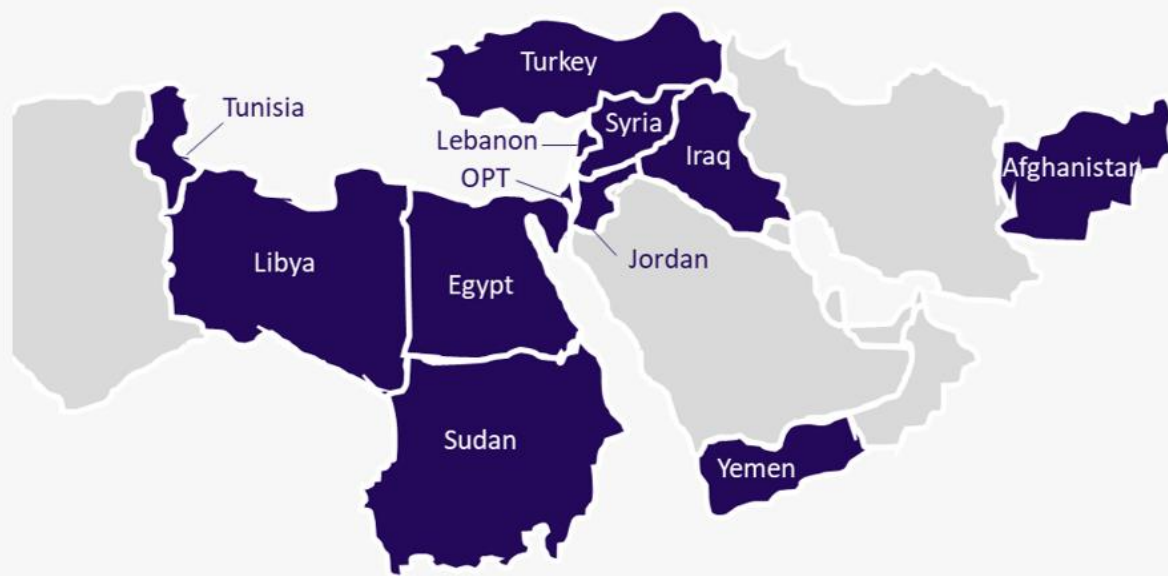 Turkey
Tunisia
Syria
Lebanon
Iraq
Afghanistan
OPT
Libya
Jordan
Egypt
Sudan
Yemen